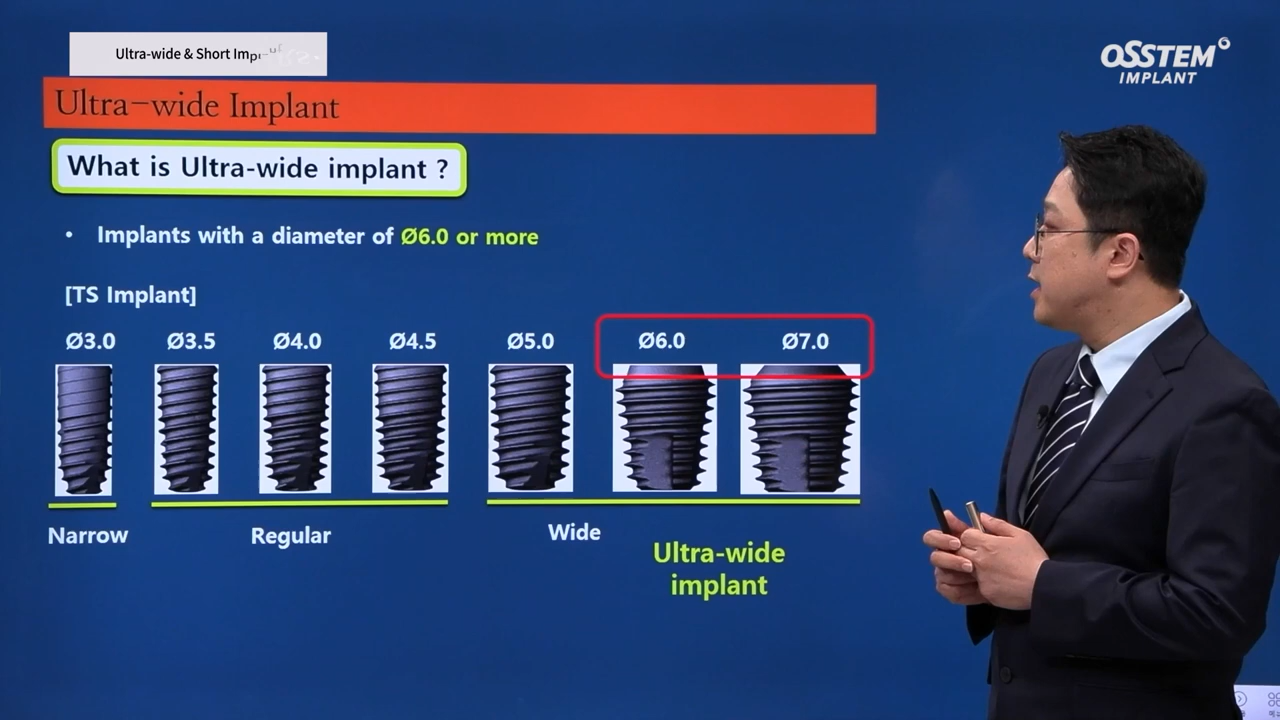 Ultra-wide & Short
OSSTEM
IMPLANT
Ultra-wide Implant
What is Ultra-wide implant ?
• Implants with a diameter of Ø6.0 or more
[TS Implant]
Ø3.0 Ø3.5 Ø4.0 Ø4.5 Ø5.0 Ø6.0 Ø7.0
Narrow Regular Wide
Ultra-wide
implant